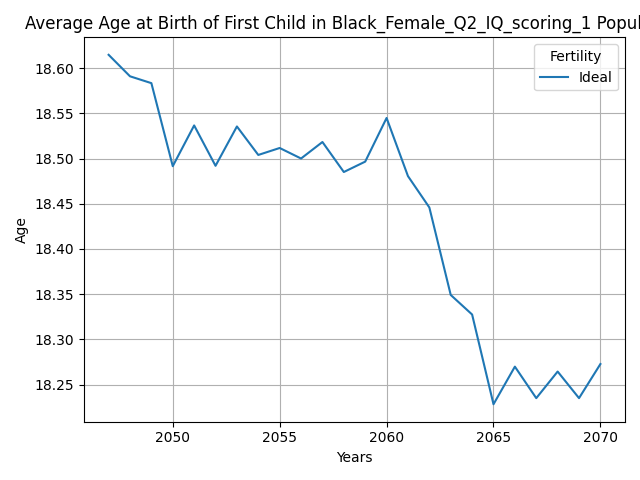 Average Age at Birth of First Child in Black_Female_Q2_IQ_scoring_1 Popul
Fertility
Ideal
Age
18.60
18.55
18.50
18.45
18.40
18.35
18.30
18.25
2050 2055 2060 2065 2070
Years